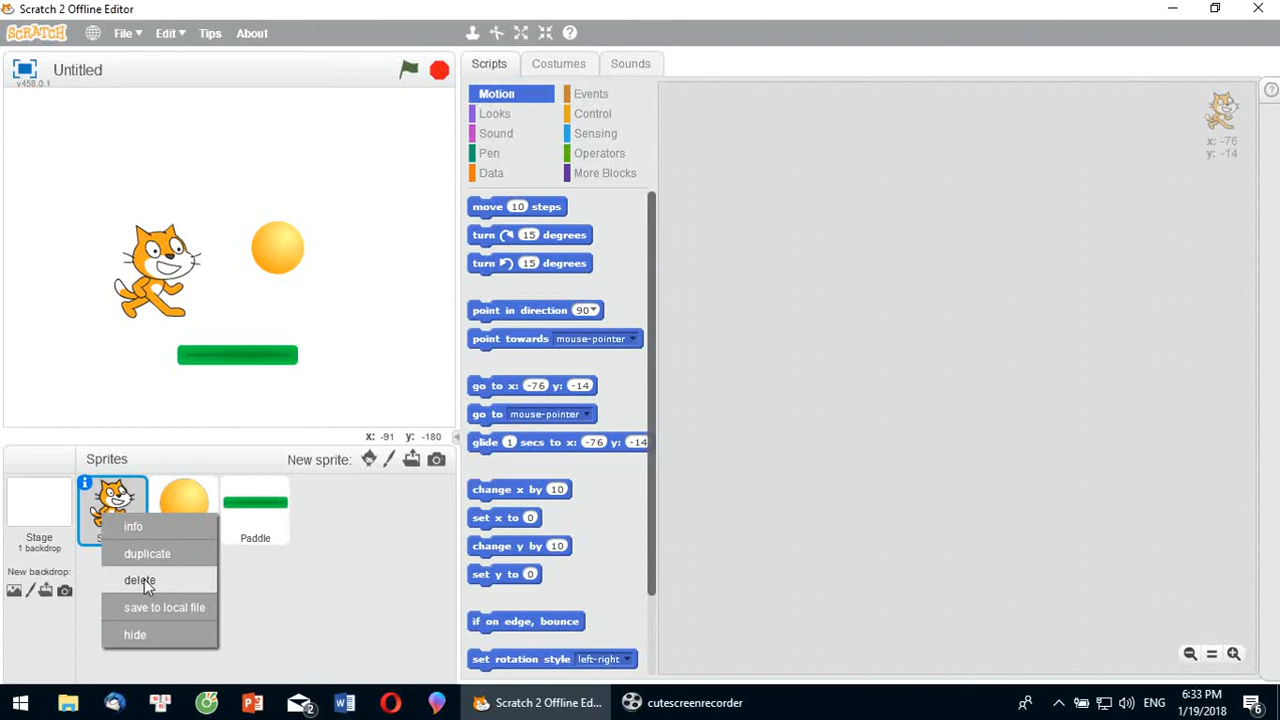 Scratch 2 Offline Editor
SCRATCH File Edit Tips About
Scripts Costumes Sounds
Untitled
v456.0.1
Motion Events
Looks Control
Sound Sensing
Pen Operators
Data More Blocks
x: -76
y: -14
move 10 steps
turn 15 degrees
turn 15 degrees
point in direction 90
point towards mouse-pointer
go to x: -76 y: -14
go to mouse-pointer
glide 1 secs to x: -76 y: -14
change x by 10
set x to 0
change y by 10
set y to 0
if on edge, bounce
set rotation style left-right
x: -91 y: -180
Sprites New sprite:
Stage
1 backdrop
New backdrop:
Paddle
info
duplicate
delete
save to local file
hide
Scratch 2 Offline Ed...
cutescreenrecorder
2
ENG
6:33 PM
1/19/2018
6